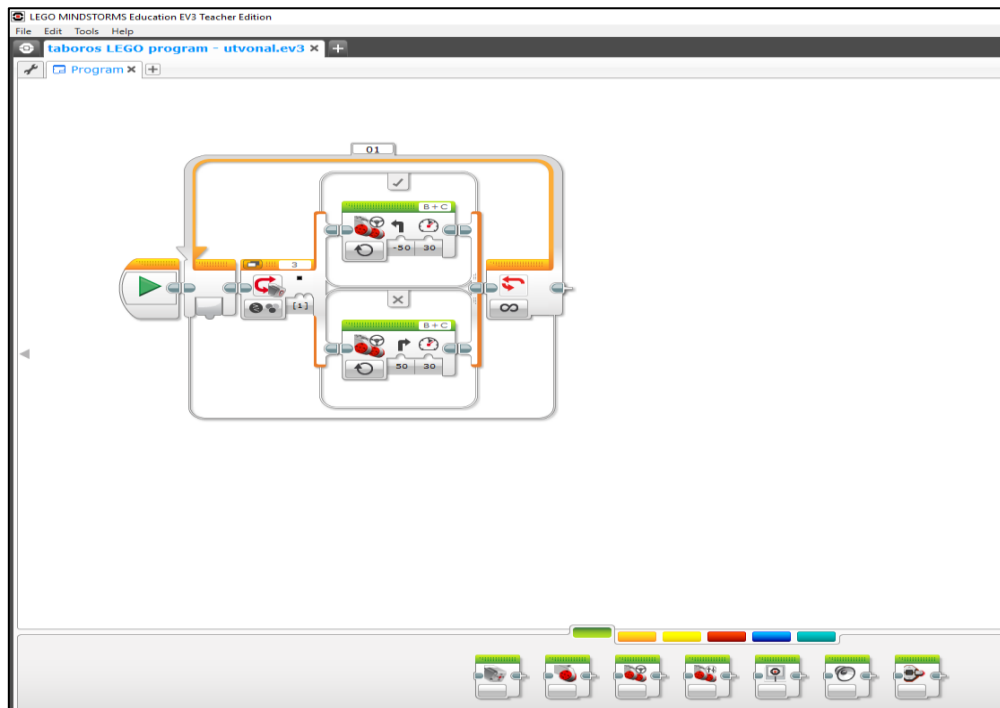 LEGO MINDSTORMS Education EV3 Teacher Edition
File Edit Tools Help
taboros LEGO program - utvonal.ev3
Program
01
B + C
-50 30
3
[1]
B + C
50 30